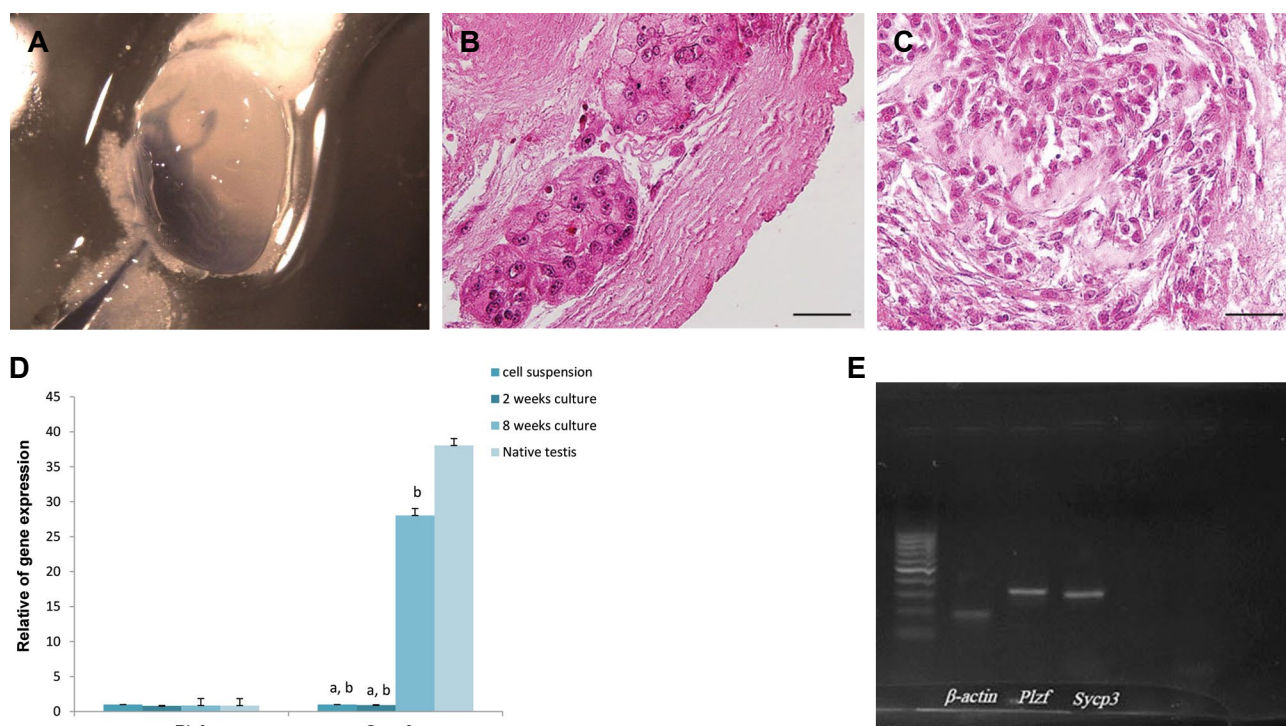 A
B
C
D
E
cell suspension
2 weeks culture
8 weeks culture
Native testis
Relative of gene expression
45
40
35
30
25
20
15
10
5
0
b
a, b
a, b
β-actin Plzf Sycp3